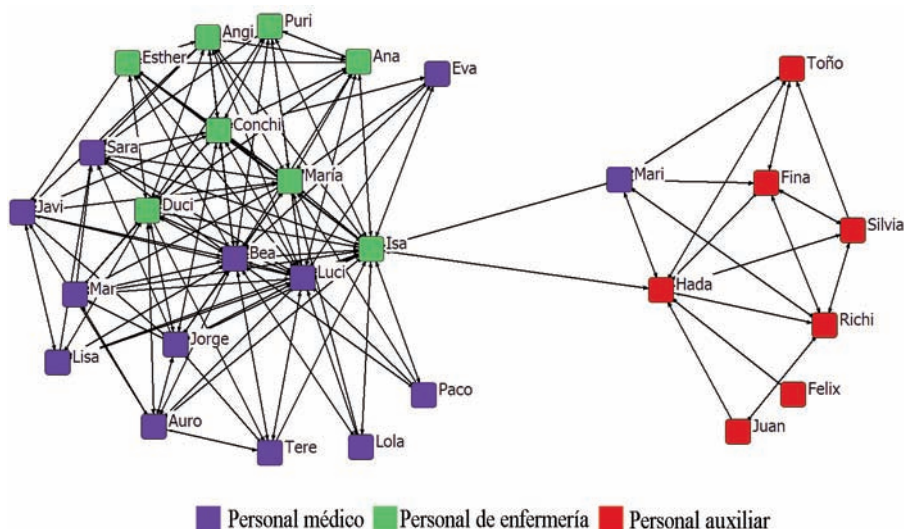 Puri
Angi
Esther
Ana
Eva
Toño
Conchi
Sara
María
Mari
Fina
Javi
Duci
Silvia
Isa
Bea
Luci
Hada
Mar
Richi
Jorge
Lisa
Paco
Felix
Auro
Juan
Tere
Lola
Personal médico Personal de enfermería Personal auxiliar